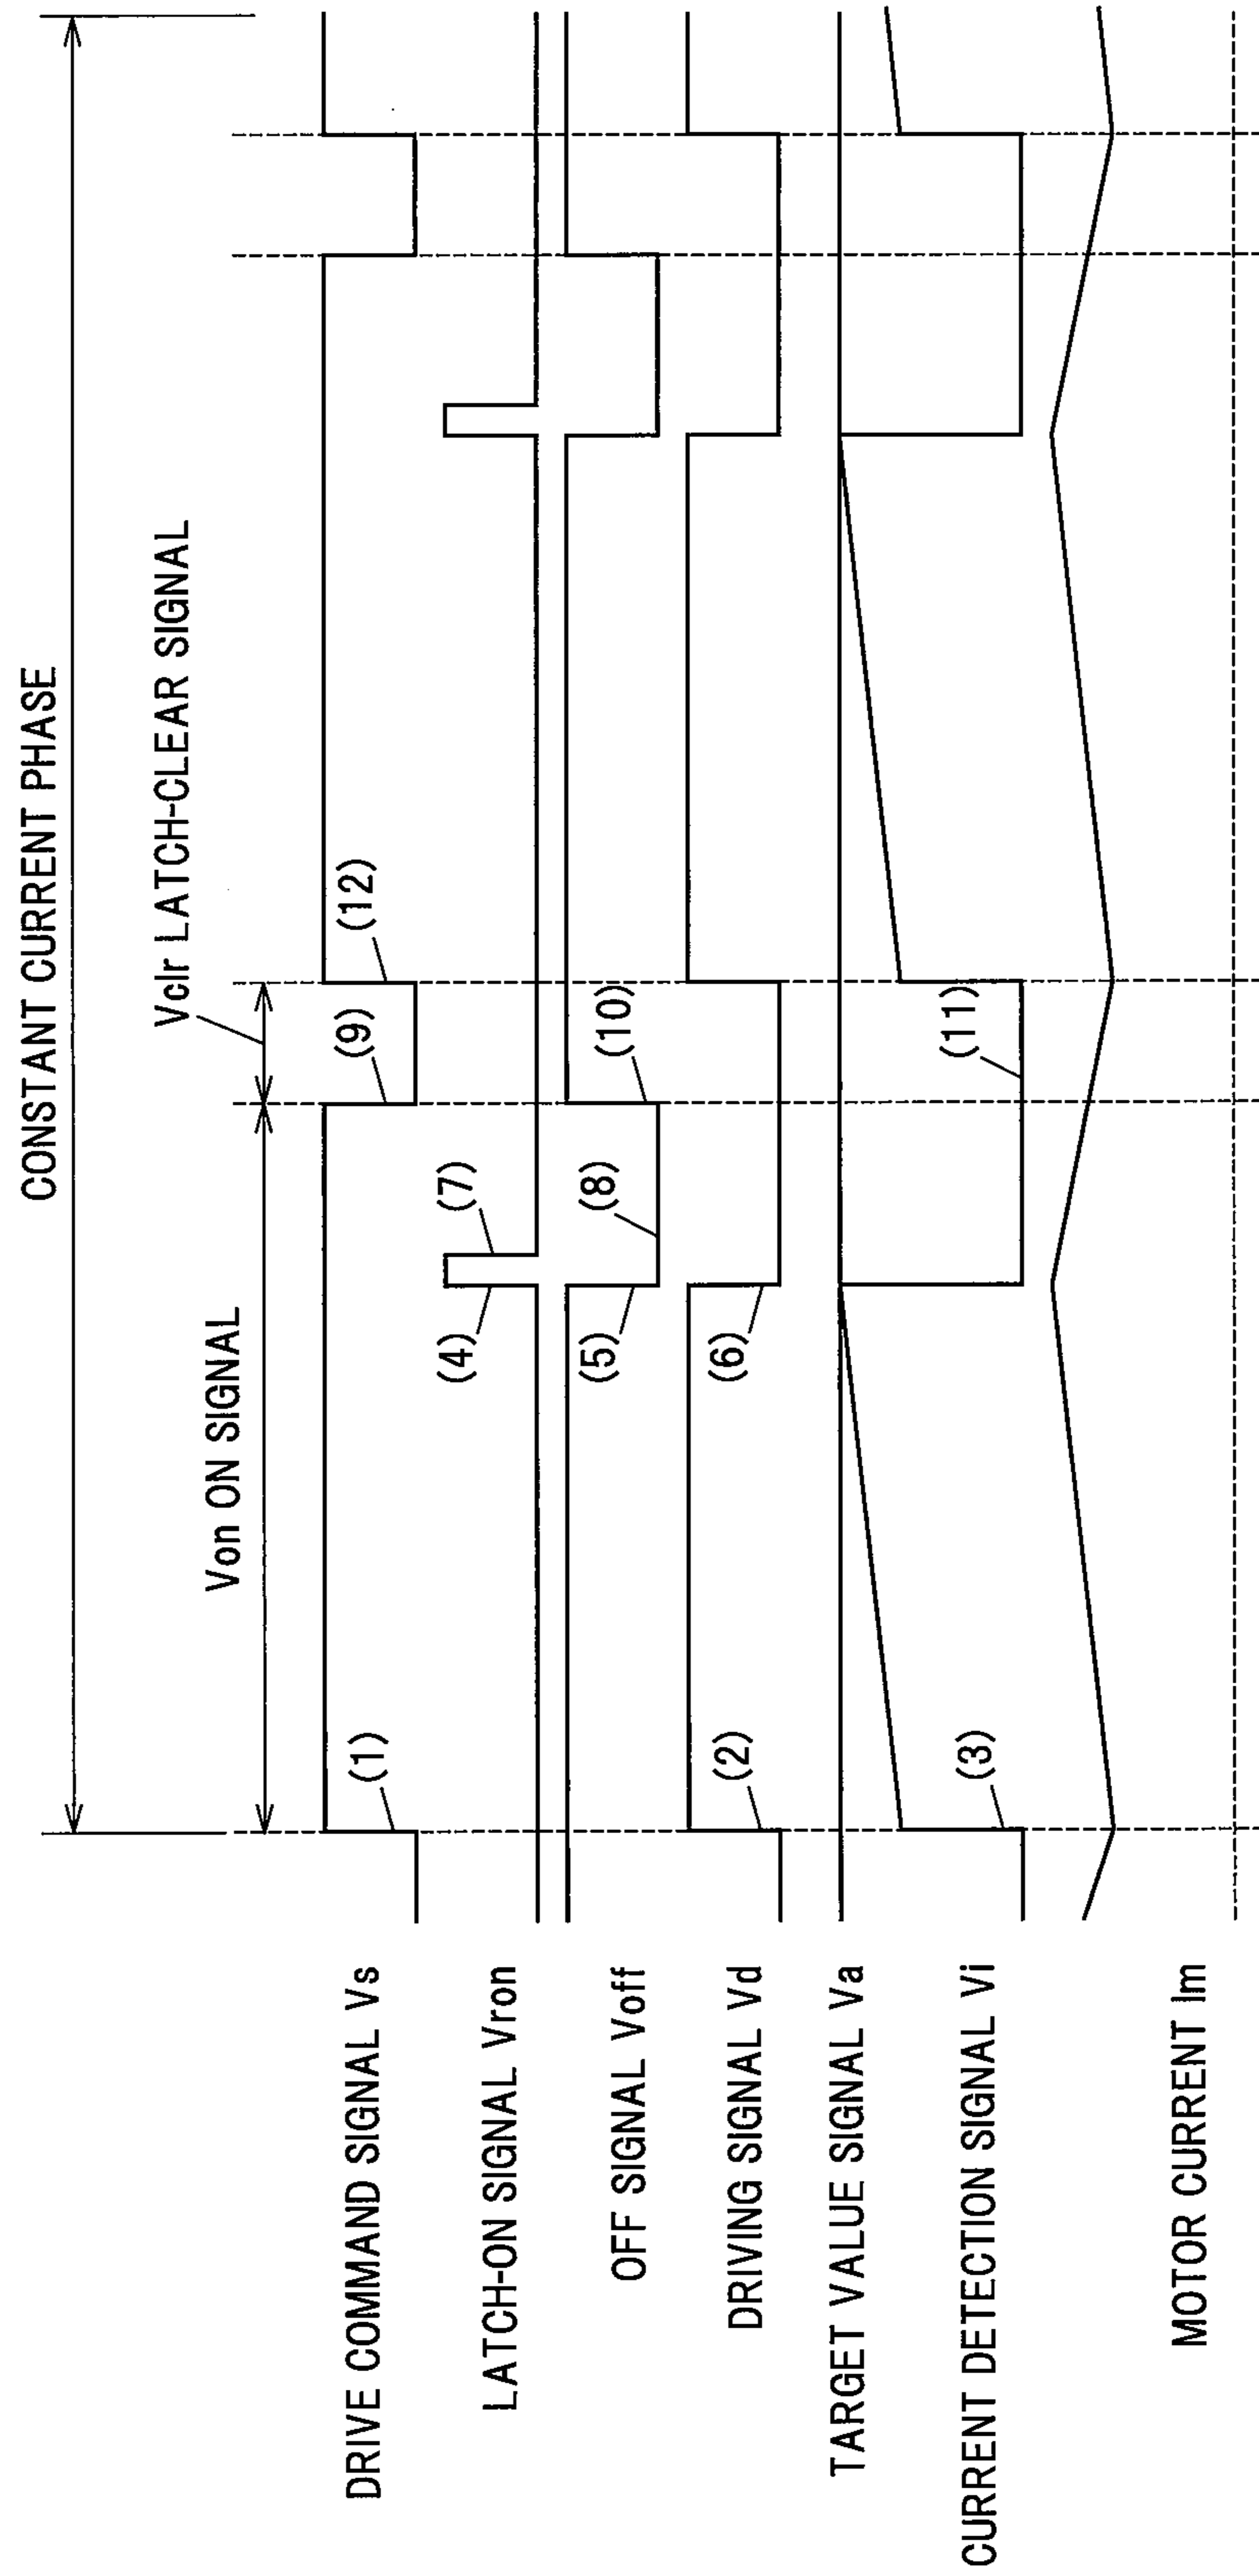 CONSTANT CURRENT PHASE
Vclr LATCH-CLEAR SIGNAL
Von ON SIGNAL
DRIVE COMMAND SIGNAL Vs
(1)
(9)
(12)
LATCH-ON SIGNAL Vron
(4)
(7)
OFF SIGNAL Voff
(5)
(8)
(10)
DRIVING SIGNAL Vd
(2)
(6)
TARGET VALUE SIGNAL Va
CURRENT DETECTION SIGNAL Vi
(3)
(11)
MOTOR CURRENT Im